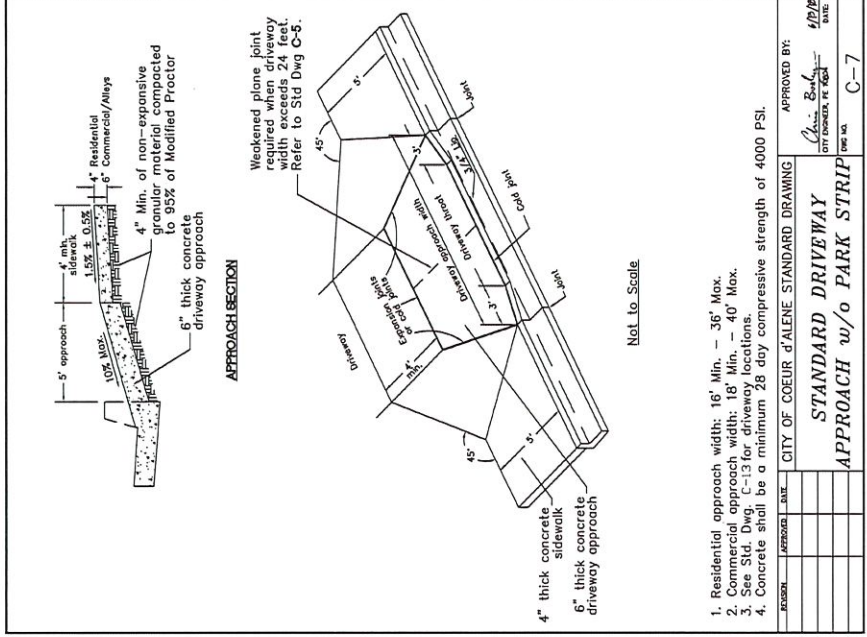 4" Residential
6" Commercial/Alleys
5' approach
4' min.
sidewalk
1.5% ± 0.5%
10% Max.
4" Min. of non-expansive
granular material compacted
to 95% of Modified Proctor
6" thick concrete
driveway approach
APPROACH SECTION
Weakened plane joint
required when driveway
width exceeds 24 feet.
Refer to Std Dwg C-5.
45°
5'
Driveway
4'
min.
Expansion joints
or cold joints
Driveway approach width
Driveway throat
3'
3'
3/4" Lip.
Joint
Cold joint
Joint
45°
5'
4" thick concrete
sidewalk
6" thick concrete
driveway approach
Not to Scale
1. Residential approach width: 16' Min. - 36' Max.
2. Commercial approach width: 18' Min. - 40' Max.
3. See Std. Dwg. C-13 for driveway locations.
4. Concrete shall be a minimum 28 day compressive strength of 4000 PSI.
REVISION APPROVED DATE
CITY OF COEUR d'ALENE STANDARD DRAWING
STANDARD DRIVEWAY
APPROACH w/o PARK STRIP
APPROVED BY:
CITY ENGINEER, PE
DATE:
DWG NO.
C-7